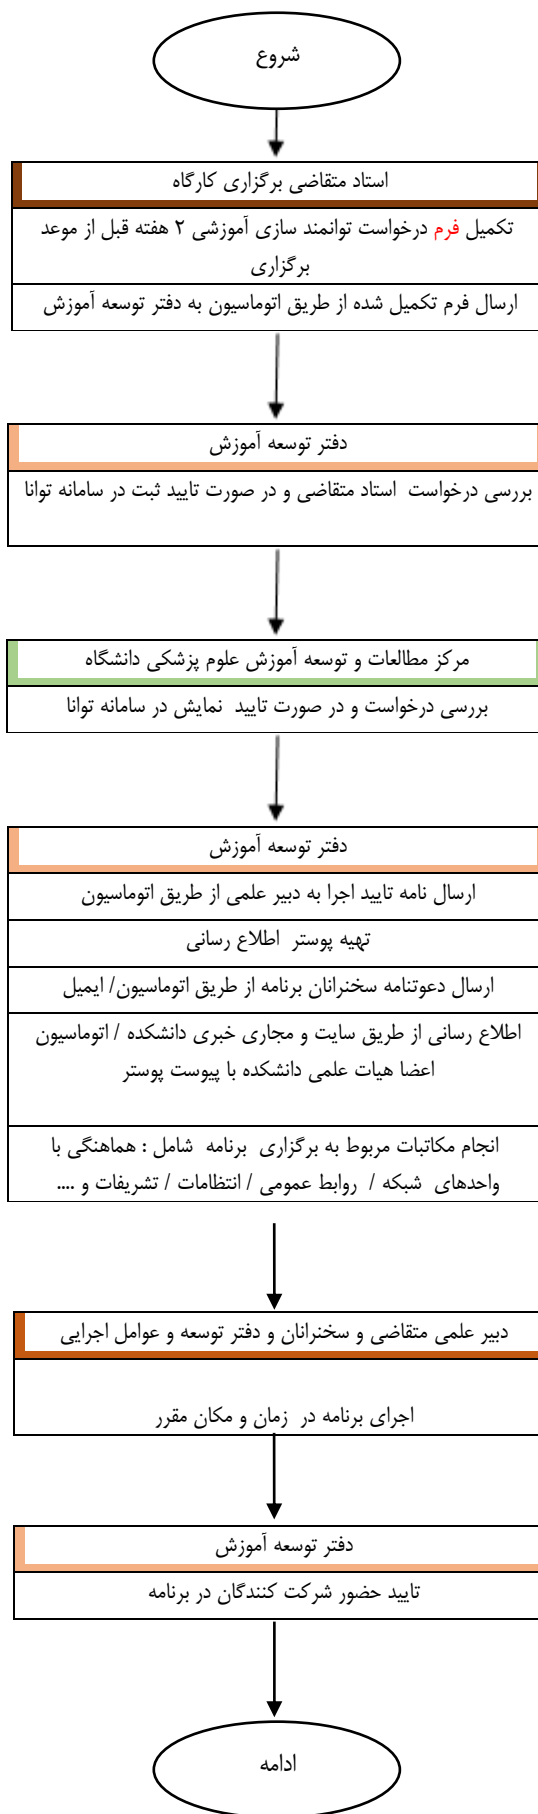 شروع
استاد متقاضی برگزاری کارگاه
تکمیل فرم درخواست توانمند سازی آموزشی ۲ هفته قبل از موعد
برگزاری
ارسال فرم تکمیل شده از طریق اتوماسیون به دفتر توسعه آموزش
دفتر توسعه آموزش
بررسی درخواست استاد متقاضی و در صورت تایید ثبت در سامانه توانا
مرکز مطالعات و توسعه آموزش علوم پزشکی دانشگاه
بررسی درخواست و در صورت تایید نمایش در سامانه توانا
دفتر توسعه آموزش
ارسال نامه تایید اجرا به دبیر علمی از طریق اتوماسیون
تهیه پوستر اطلاع رسانی
ارسال دعوتنامه سخنرانان برنامه از طریق اتوماسیون/ ایمیل
اطلاع رسانی از طریق سایت و مجاری خبری دانشکده / اتوماسیون
اعضا هیات علمی دانشکده با پیوست پوستر
انجام مکاتبات مربوط به برگزاری برنامه شامل : هماهنگی با
واحدهای شبکه / روابط عمومی / انتظامات / تشریفات و ....
دبیر علمی متقاضی و سخنرانان و دفتر توسعه و عوامل اجرایی
اجرای برنامه در زمان و مکان مقرر
دفتر توسعه آموزش
تایید حضور شرکت کنندگان در برنامه
ادامه